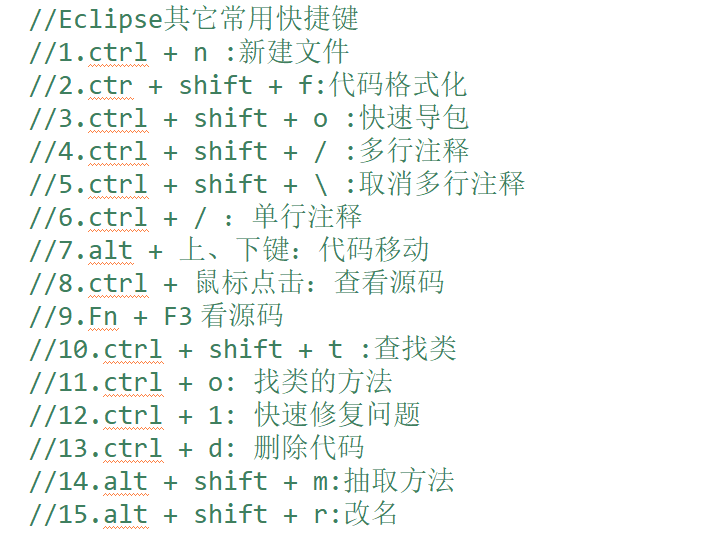 //Eclipse其它常用快捷键
//1.ctrl + n :新建文件
//2.ctr + shift + f:代码格式化
//3.ctrl + shift + o :快速导包
//4.ctrl + shift + / :多行注释
//5.ctrl + shift + \ :取消多行注释
//6.ctrl + / : 单行注释
//7.alt + 上、下键: 代码移动
//8.ctrl + 鼠标点击: 查看源码
//9.Fn + F3 看源码
//10.ctrl + shift + t :查找类
//11.ctrl + o: 找类的方法
//12.ctrl + 1: 快速修复问题
//13.ctrl + d: 删除代码
//14.alt + shift + m:抽取方法
//15.alt + shift + r:改名